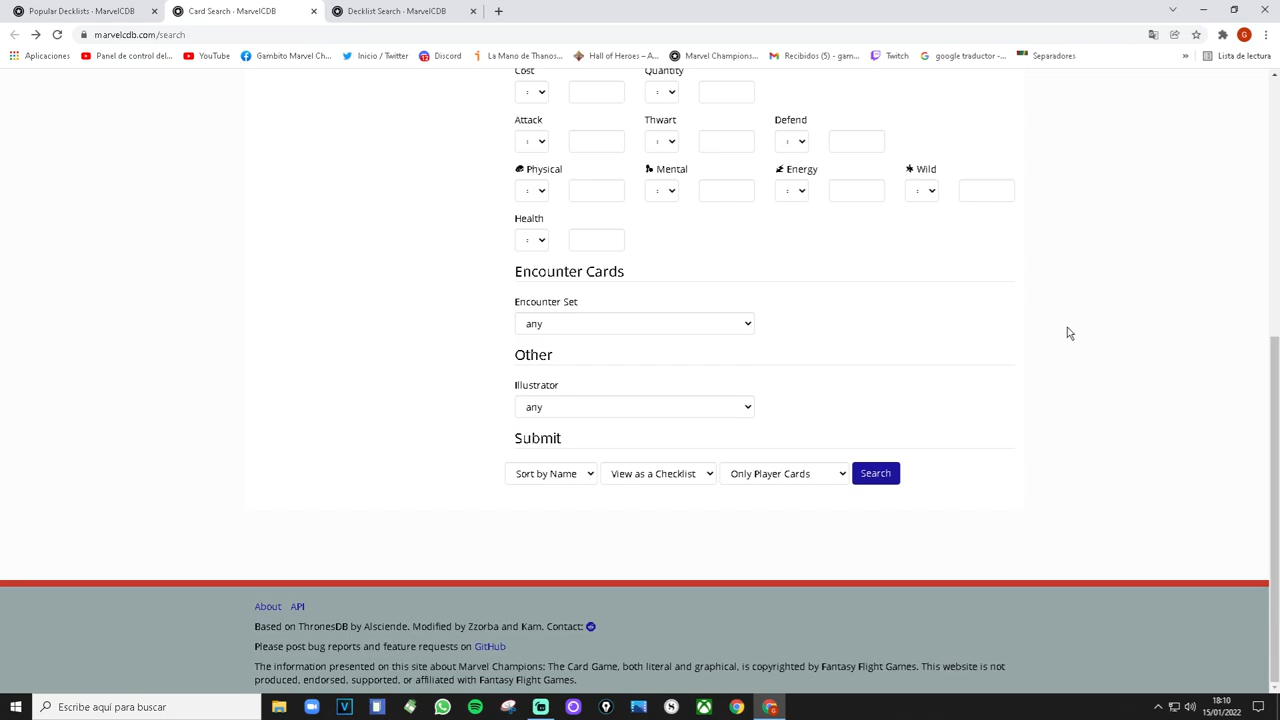 Popular Decklists · MarvelCDB
Card Search · MarvelCDB
Decklist Search · MarvelCDB
marvelcdb.com/search
Aplicaciones
Panel de control del...
YouTube
Gambito Marvel Ch...
Inicio / Twitter
Discord
La Mano de Thanos...
Hall of Heroes – A...
Marvel Champions...
Recibidos (5) - gam...
Twitch
google traductor -...
Separadores
»
Lista de lectura
Cost Quantity
Attack Thwart Defend
Physical Mental Energy Wild
Health
Encounter Cards
Encounter Set
any
Other
Illustrator
any
Submit
Sort by Name View as a Checklist Only Player Cards Search
About API
Based on ThronesDB by Alsciende. Modified by Zzorba and Kam. Contact:
Please post bug reports and feature requests on GitHub
The information presented on this site about Marvel Champions: The Card Game, both literal and graphical, is copyrighted by Fantasy Flight Games. This website is not
produced, endorsed, supported, or affiliated with Fantasy Flight Games.
Escribe aquí para buscar
18:10
15/01/2022